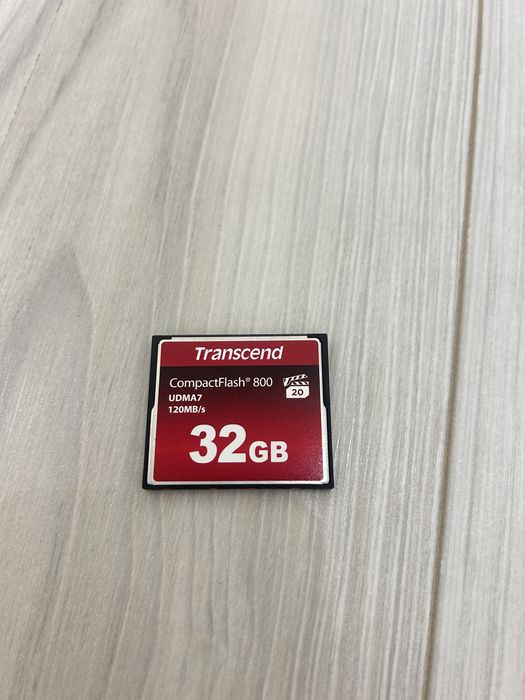 Transcend
CompactFlash® 800
20
UDMA7
120MB/s
32GB